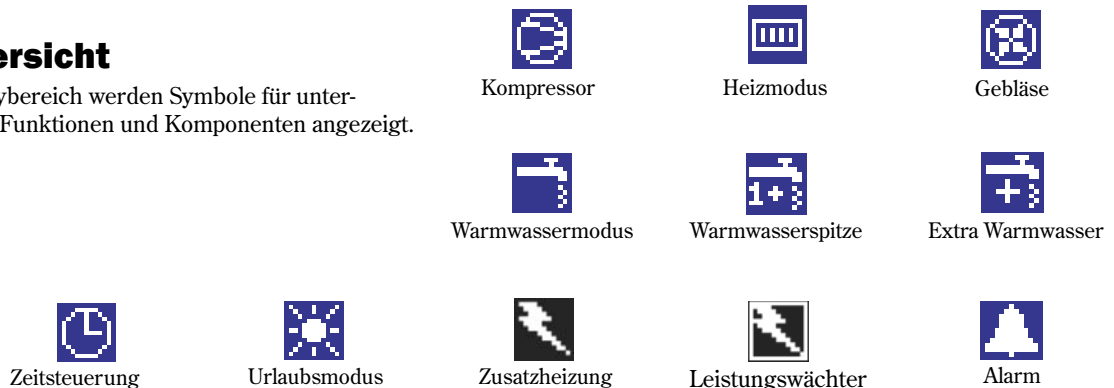 ersicht
ybereich werden Symbole für unter-
Funktionen und Komponenten angezeigt.
Kompressor
Heizmodus
Gebläse
1+
+
Warmwassermodus
Warmwasserspitze
Extra Warmwasser
Zeitsteuerung
Urlaubsmodus
Zusatzheizung
Leistungswächter
Alarm